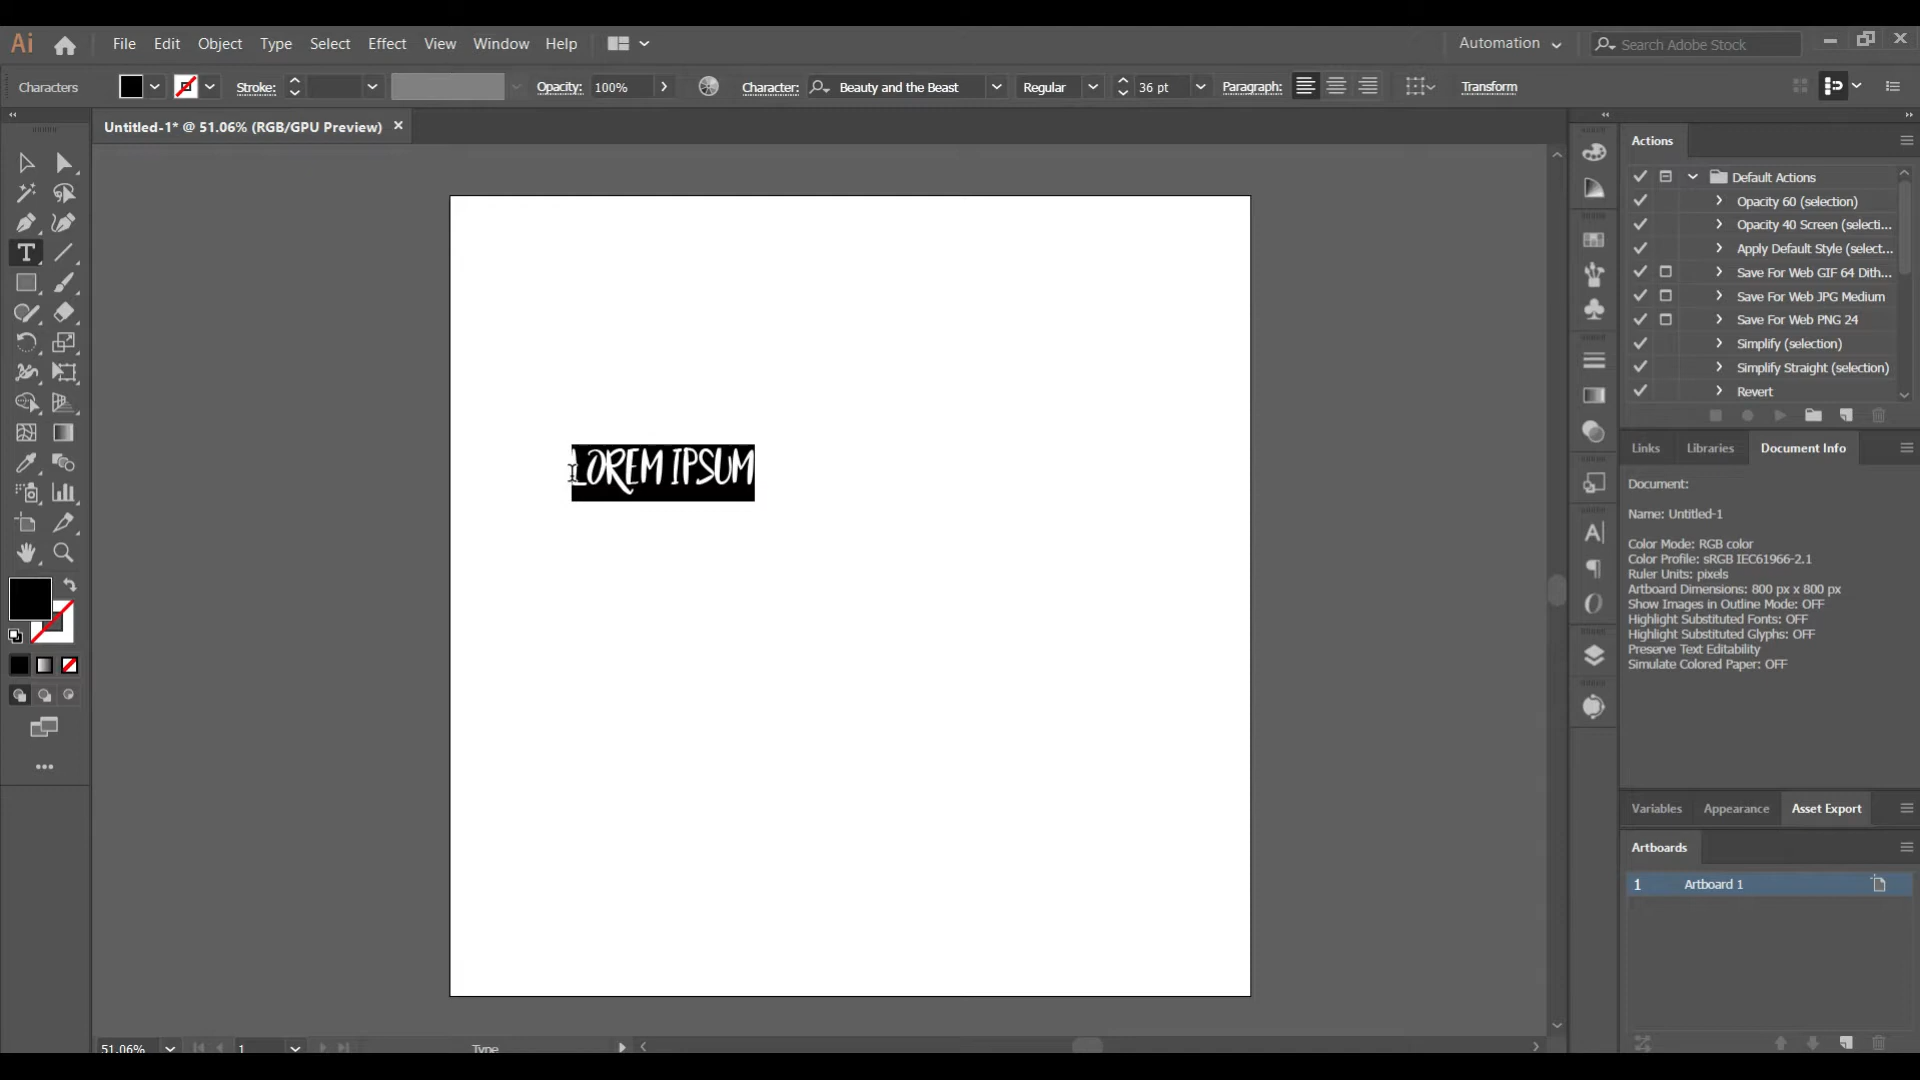 Ai File Edit Object Type Select Effect View Window Help Automation Search Adobe Stock
Characters Stroke: Opacity: 100% Character: Beauty and the Beast Regular 36 pt Paragraph: Transform
Untitled-1* @ 51.06% (RGB/GPU Preview)
LOREM IPSUM
51.06% 1 Type
Actions
Default Actions
Opacity 60 (selection)
Opacity 40 Screen (selecti...
Apply Default Style (select...
Save For Web GIF 64 Dith...
Save For Web JPG Medium
Save For Web PNG 24
Simplify (selection)
Simplify Straight (selection)
Revert
Links Libraries Document Info
Document:
Name: Untitled-1
Color Mode: RGB color
Color Profile: sRGB IEC61966-2.1
Ruler Units: pixels
Artboard Dimensions: 800 px x 800 px
Show Images in Outline Mode: OFF
Highlight Substituted Fonts: OFF
Highlight Substituted Glyphs: OFF
Preserve Text Editability
Simulate Colored Paper: OFF
Variables Appearance Asset Export
Artboards
1 Artboard 1